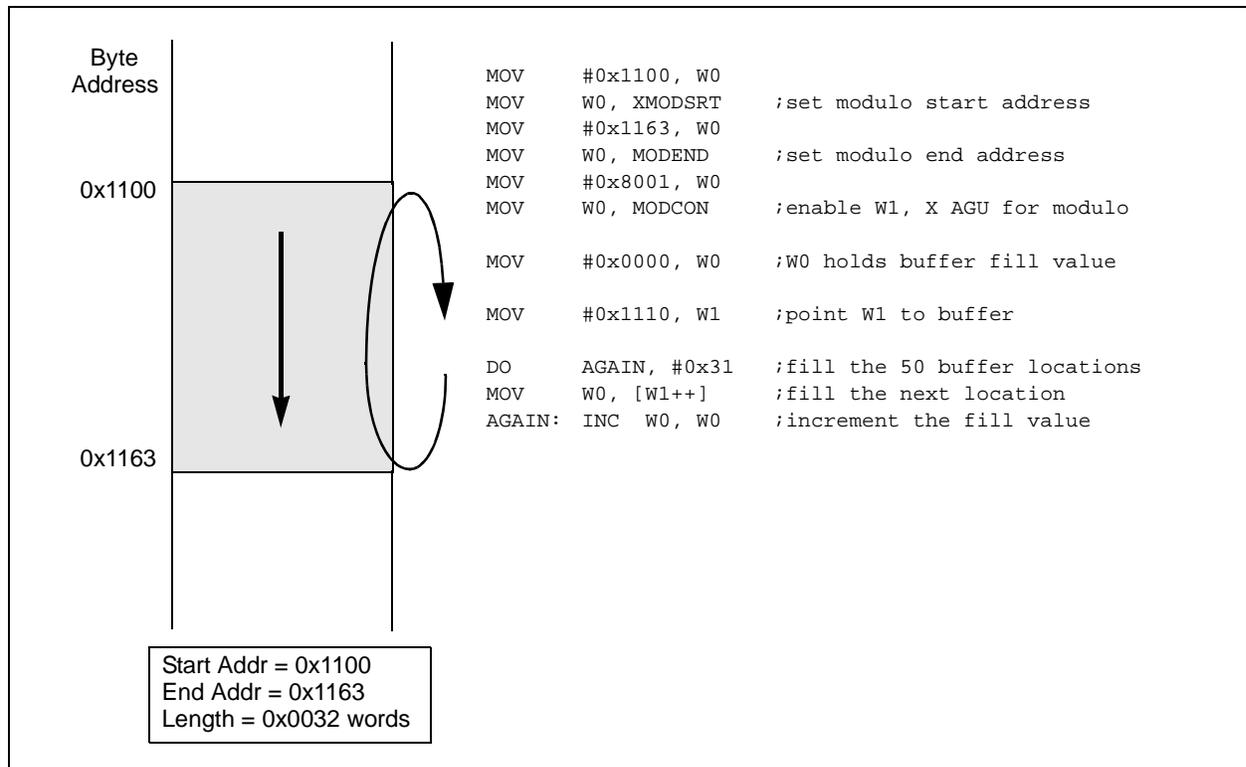 Byte
Address
0x1100
0x1163
MOV #0x1100, W0
MOV W0, XMODSRT ;set modulo start address
MOV #0x1163, W0
MOV W0, MODEND ;set modulo end address
MOV #0x8001, W0
MOV W0, MODCON ;enable W1, X AGU for modulo
MOV #0x0000, W0 ;W0 holds buffer fill value
MOV #0x1110, W1 ;point W1 to buffer
DO AGAIN, #0x31 ;fill the 50 buffer locations
MOV W0, [W1++] ;fill the next location
AGAIN: INC W0, W0 ;increment the fill value
Start Addr = 0x1100
End Addr = 0x1163
Length = 0x0032 words